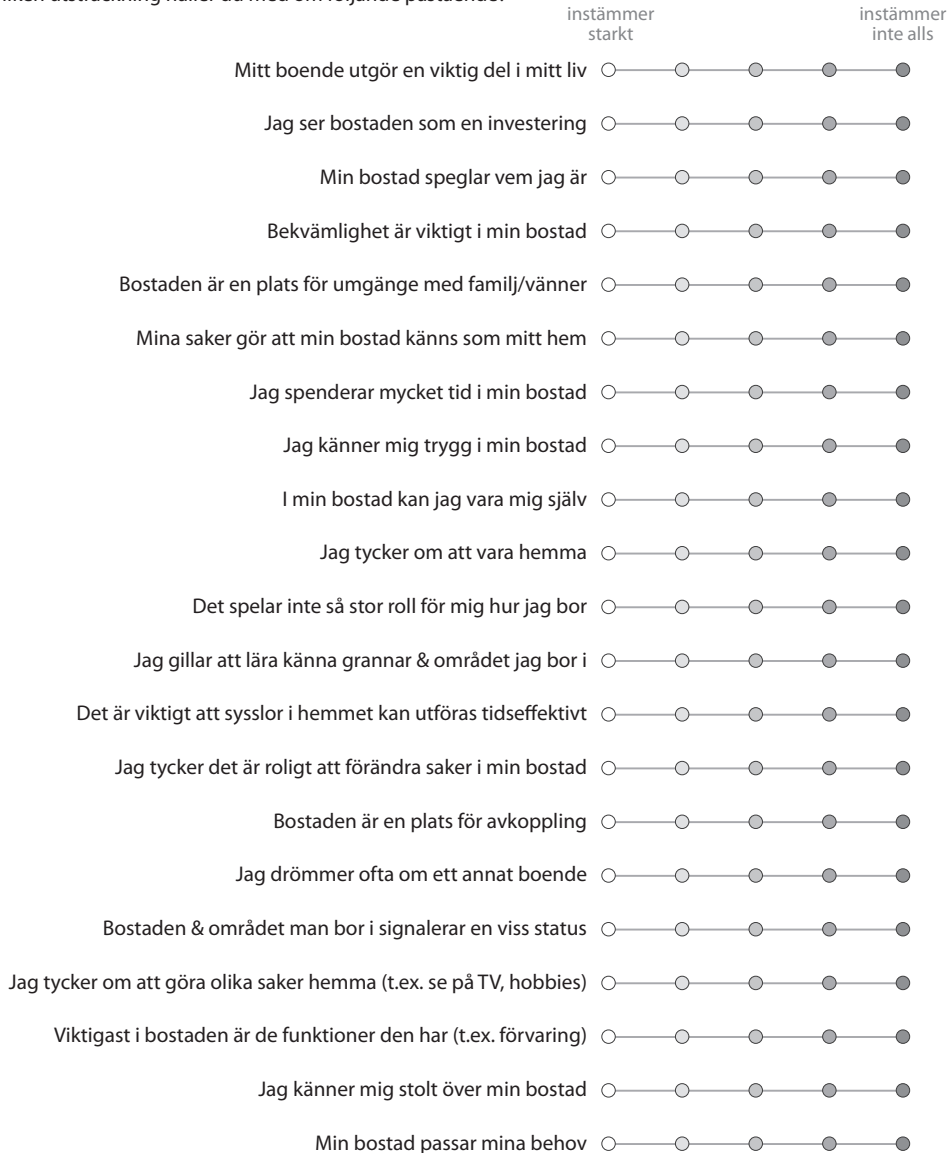 utsträckning håller du med om följande påstående?
instämmer starkt
instämmer inte alls
Mitt boende utgör en viktig del i mitt liv
Jag ser bostaden som en investering
Min bostad speglar vem jag är
Bekvämlighet är viktigt i min bostad
Bostaden är en plats för umgänge med familj/vänner
Mina saker gör att min bostad känns som mitt hem
Jag spenderar mycket tid i min bostad
Jag känner mig trygg i min bostad
I min bostad kan jag vara mig själv
Jag tycker om att vara hemma
Det spelar inte så stor roll för mig hur jag bor
Jag gillar att lära känna grannar & området jag bor i
Det är viktigt att sysslor i hemmet kan utföras tidseffektivt
Jag tycker det är roligt att förändra saker i min bostad
Bostaden är en plats för avkoppling
Jag drömmer ofta om ett annat boende
Bostaden & området man bor i signalerar en viss status
Jag tycker om att göra olika saker hemma (t.ex. se på TV, hobbies)
Viktigast i bostaden är de funktioner den har (t.ex. förvaring)
Jag känner mig stolt över min bostad
Min bostad passar mina behov